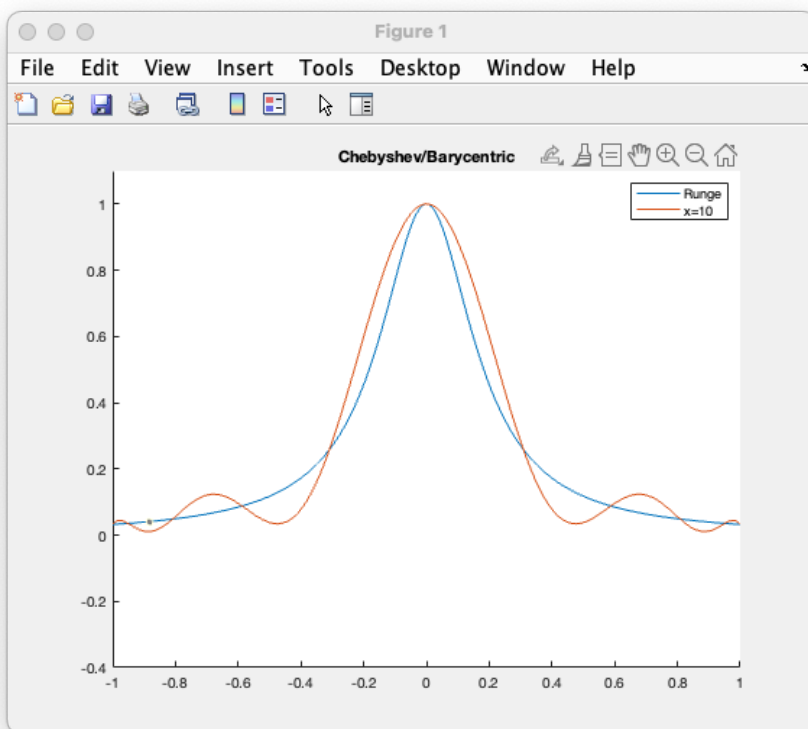 Figure 1
File Edit View Insert Tools Desktop Window Help
Chebyshev/Barycentric
Runge
x=10
1
0.8
0.6
0.4
0.2
0
-0.2
-0.4
-1 -0.8 -0.6 -0.4 -0.2 0 0.2 0.4 0.6 0.8 1